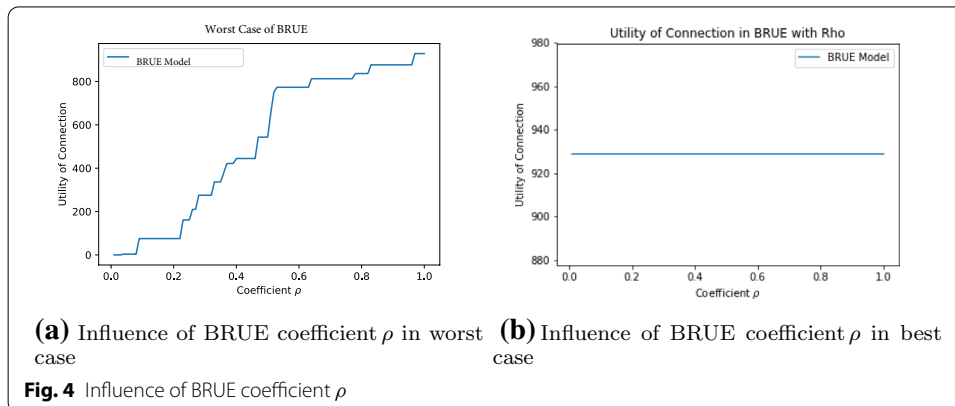 Worst Case of BRUE
BRUE Model
800
600
400
200
0
Utility of Connection
0.0 0.2 0.4 0.6 0.8 1.0
Coefficient ρ
(a) Influence of BRUE coefficient ρ in worst
case
Utility of Connection in BRUE with Rho
BRUE Model
980
960
940
920
900
880
Utility of Connection
0.0 0.2 0.4 0.6 0.8 1.0
Coefficient ρ
(b) Influence of BRUE coefficient ρ in best
case
Fig. 4 Influence of BRUE coefficient ρ